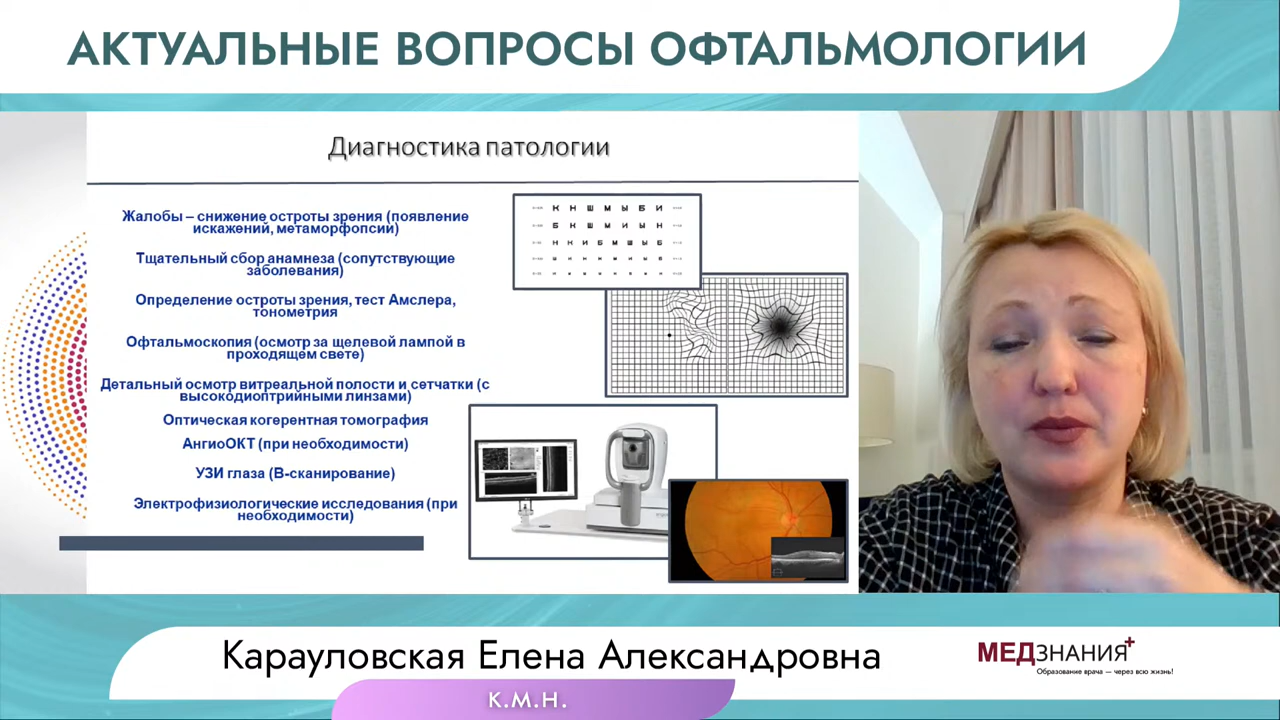 АКТУАЛЬНЫЕ ВОПРОСЫ ОФТАЛЬМОЛОГИИ
Диагностика патологии
Жалобы – снижение остроты зрения (появление
искажений, метаморфопсии)
Тщательный сбор анамнеза (сопутствующие
заболевания)
Определение остроты зрения, тест Амслера,
тонометрия
Офтальмоскопия (осмотр за щелевой лампой в
проходящем свете)
Детальный осмотр витреальной полости и сетчатки (с
высокодиоптрийными линзами)
Оптическая когерентная томография
АнгиоОКТ (при необходимости)
УЗИ глаза (В-сканирование)
Электрофизиологические исследования (при
необходимости)
К Н Ш М Ы Б И
Б К Ш М И Ы Н
Н К И Б М Ш Ы Б
Карауловская Елена Александровна
к.м.н.
МЕДЗНАНИЯ+
Образование врача — через всю жизнь!